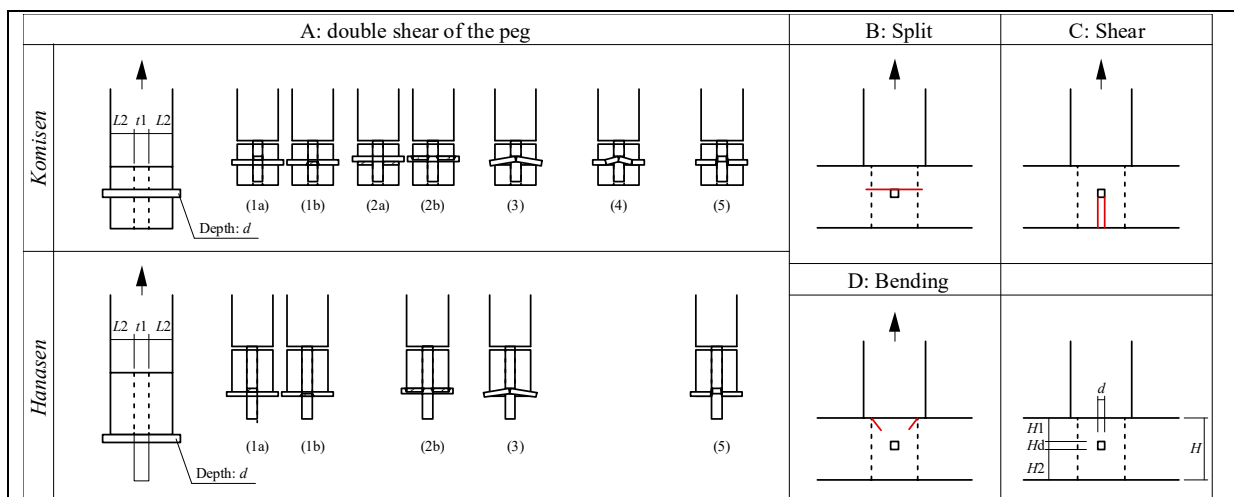 A: double shear of the peg
B: Split
C: Shear
Komisen
L2 t1 L2
Depth: d
(1a) (1b) (2a) (2b) (3) (4) (5)
D: Bending
Hanasen
L2 t1 L2
Depth: d
(1a) (1b) (2b) (3) (5)
d
H1
Hd
H2
H